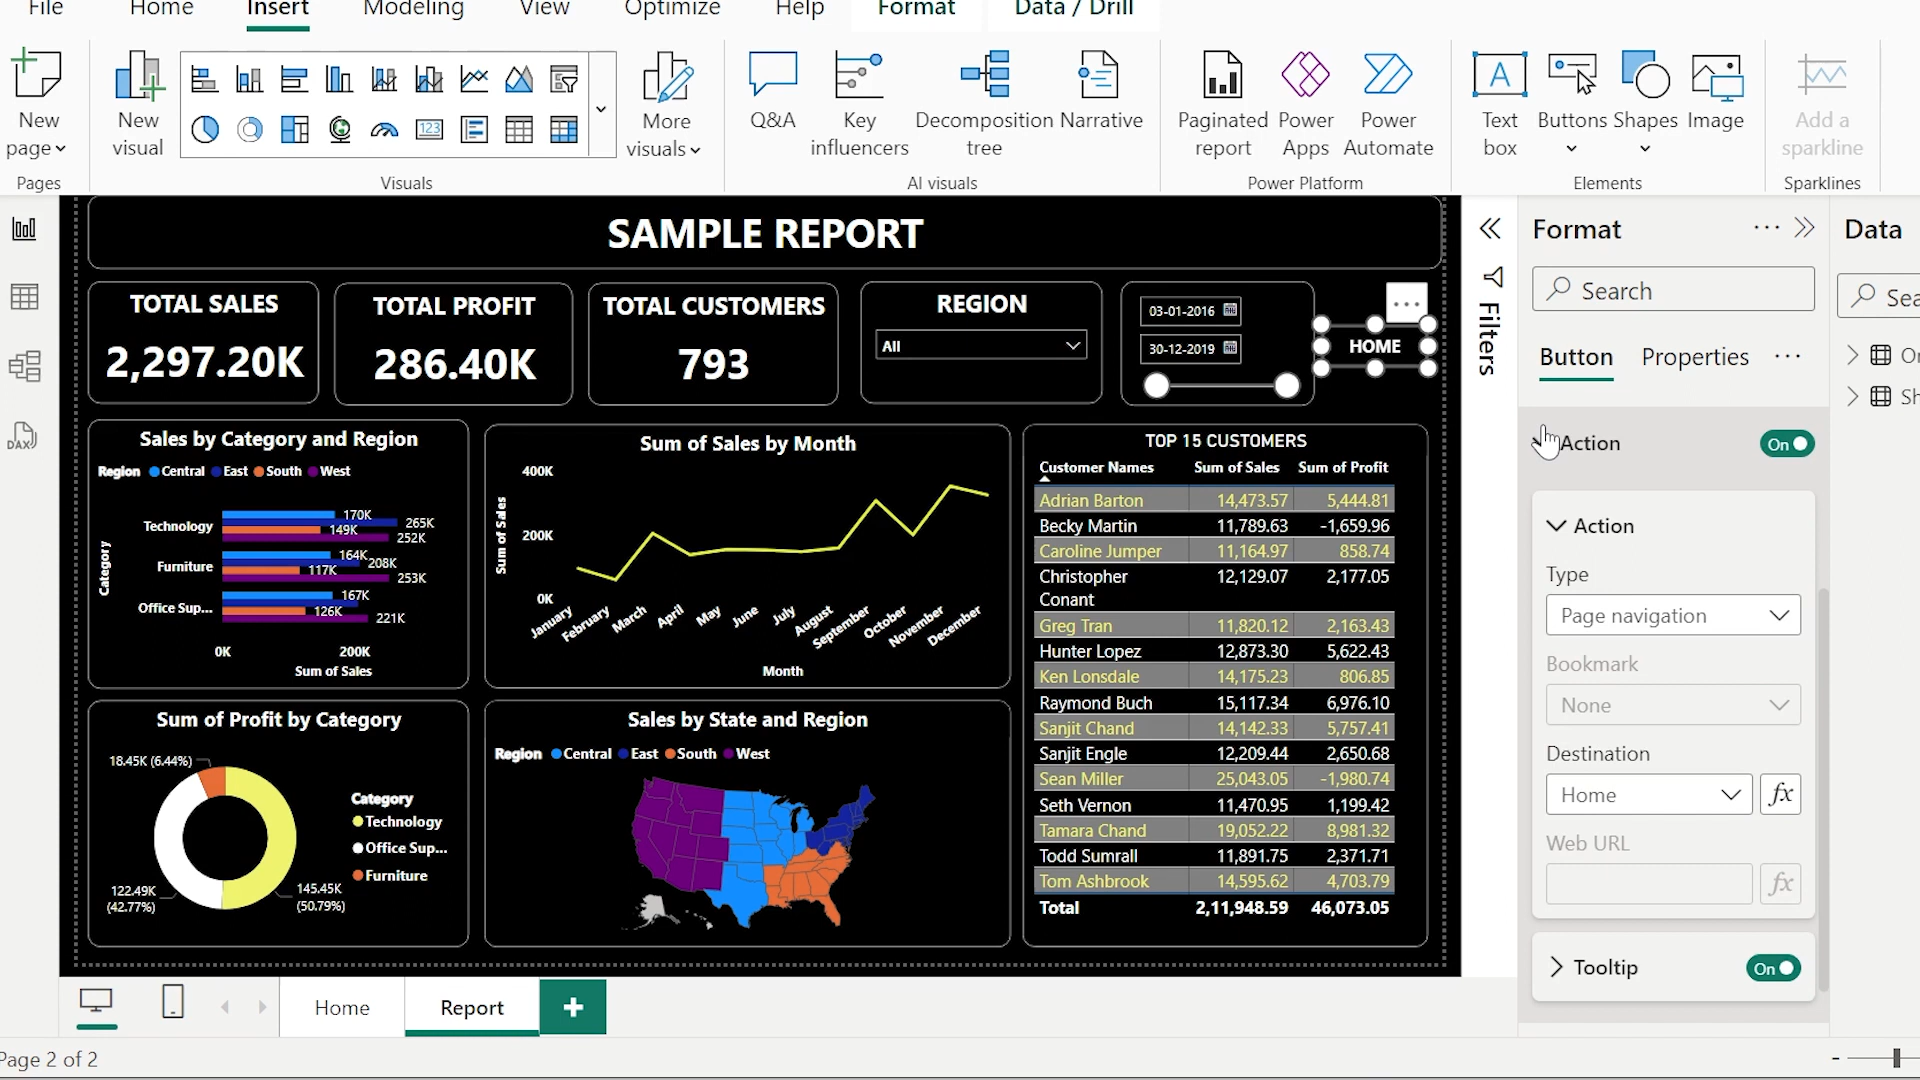 File Home Insert Modeling View Optimize Help Format Data / Drill
New page
New visual
More visuals
Q&A
Key influencers
Decomposition tree
Narrative
Paginated report
Power Apps
Power Automate
Text box
Buttons
Shapes
Image
Add a sparkline
Pages
Visuals
AI visuals
Power Platform
Elements
Sparklines
SAMPLE REPORT
TOTAL SALES
2,297.20K
TOTAL PROFIT
286.40K
TOTAL CUSTOMERS
793
REGION
All
03-01-2016
30-12-2019
HOME
Sales by Category and Region
Region Central East South West
Category
Technology
170K
265K
149K
252K
Furniture
164K
208K
117K
253K
Office Sup...
167K
126K
221K
0K 200K
Sum of Sales
Sum of Sales by Month
Sum of Sales
400K
200K
0K
January February March April May June July August September October November December
Month
TOP 15 CUSTOMERS
Customer Names Sum of Sales Sum of Profit
Adrian Barton 14,473.57 5,444.81
Becky Martin 11,789.63 -1,659.96
Caroline Jumper 11,164.97 858.74
Christopher 12,129.07 2,177.05
Conant
Greg Tran 11,820.12 2,163.43
Hunter Lopez 12,873.30 5,622.43
Ken Lonsdale 14,175.23 806.85
Raymond Buch 15,117.34 6,976.10
Sanjit Chand 14,142.33 5,757.41
Sanjit Engle 12,209.44 2,650.68
Sean Miller 25,043.05 -1,980.74
Seth Vernon 11,470.95 1,199.42
Tamara Chand 19,052.22 8,981.32
Todd Sumrall 11,891.75 2,371.71
Tom Ashbrook 14,595.62 4,703.79
Total 2,11,948.59 46,073.05
Sum of Profit by Category
18.45K (6.44%)
122.49K
(42.77%)
145.45K
(50.79%)
Category
Technology
Office Sup...
Furniture
Sales by State and Region
Region Central East South West
Filters
Format
Search
Button Properties
Action On
Action
Type
Page navigation
Bookmark
None
Destination
Home fx
Web URL
fx
Tooltip On
Data
Sea
Or
Sh
DAX
Home Report +
Page 2 of 2